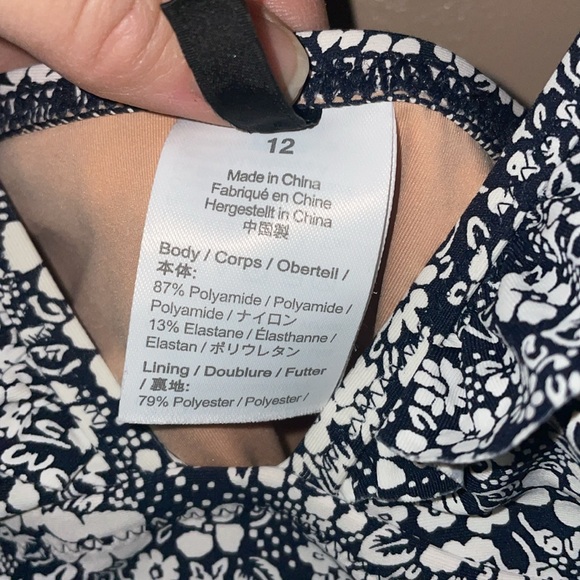 12
Made in China
Fabriqué en Chine
Hergestellt in China
中国製
Body / Corps / Oberteil /
本体:
87% Polyamide / Polyamide /
Polyamide / ナイロン
13% Elastane / Élasthanne /
Elastan / ポリウレタン
Lining / Doublure / Futter
/ 裏地:
79% Polyester / Polyester /